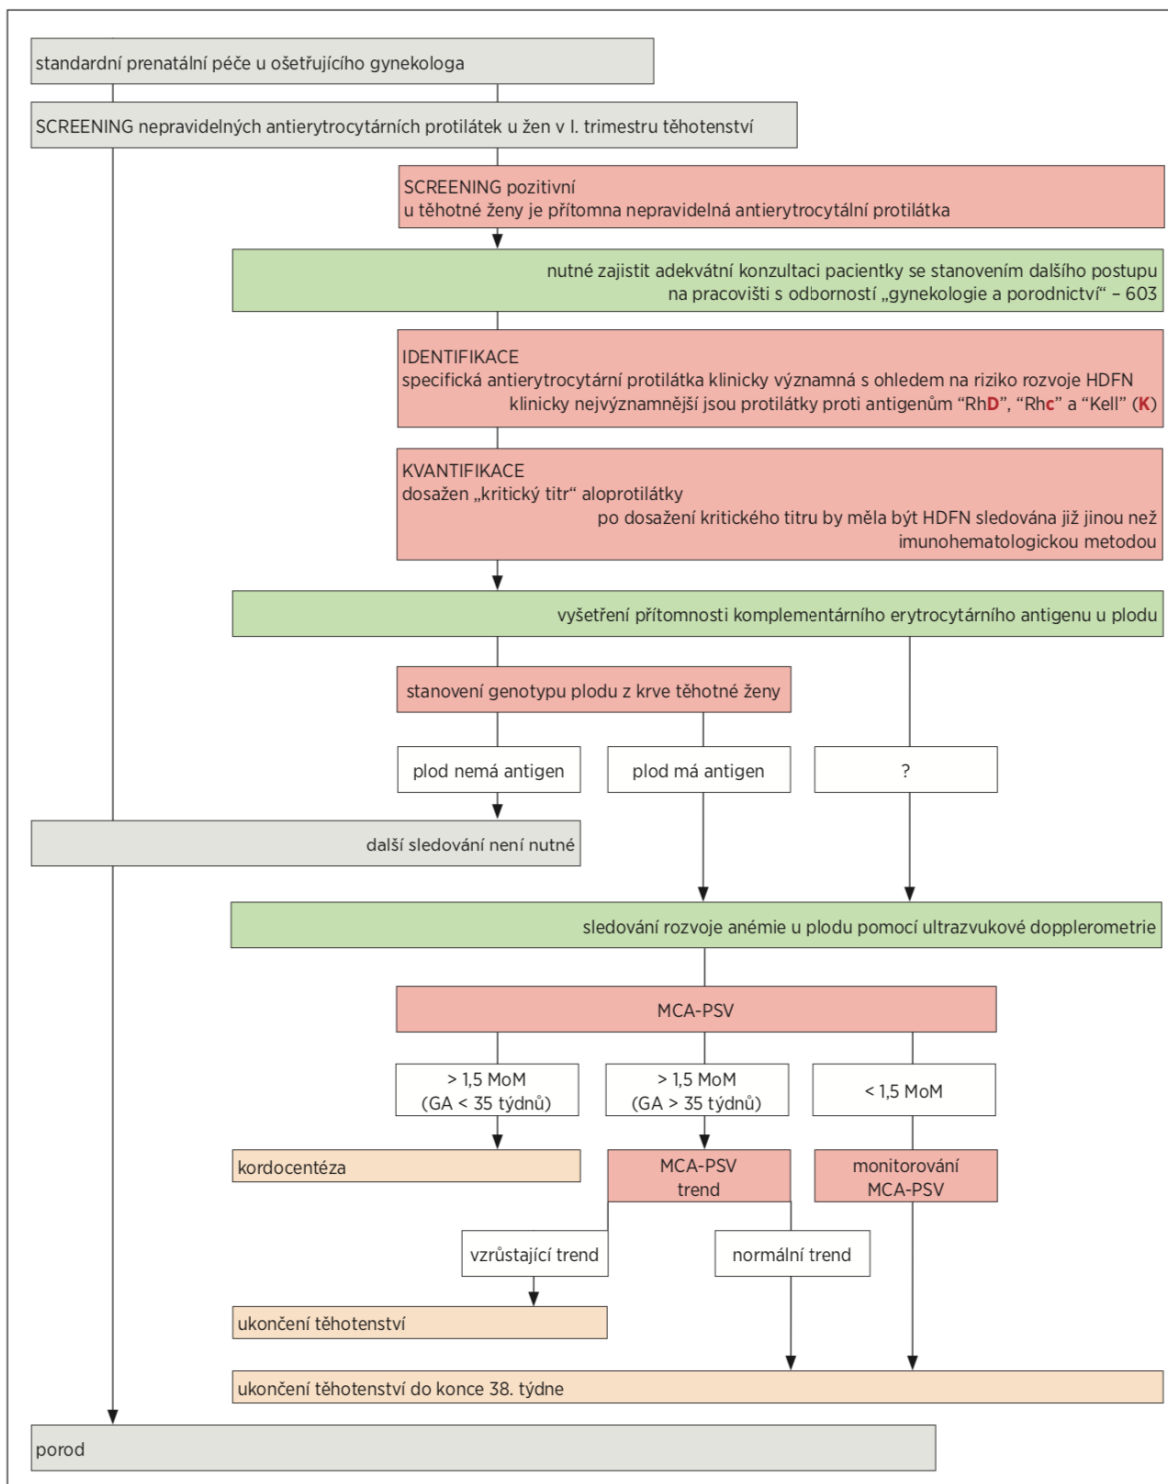 standardní prenatální péče u ošetřujícího gynekologa
SCREENING nepravidelných antierytrocytárních protilátek u žen v I. trimestru těhotenství
SCREENING pozitivní
u těhotné ženy je přítomna nepravidelná antierytrocytální protilátka
nutné zajistit adekvátní konzultaci pacientky se stanovením dalšího postupu
na pracovišti s odborností „gynekologie a porodnictví“ – 603
IDENTIFIKACE
specifická antierytrocytární protilátka klinicky významná s ohledem na riziko rozvoje HDFN
klinicky nejvýznamnější jsou protilátky proti antigenům “RhD”, “Rhc” a “Kell” (K)
KVANTIFIKACE
dosažen „kritický titr“ aloprotilátky
po dosažení kritického titru by měla být HDFN sledována již jinou než
imunohematologickou metodou
vyšetření přítomnosti komplementárního erytrocytárního antigenu u plodu
stanovení genotypu plodu z krve těhotné ženy
plod nemá antigen
plod má antigen
?
další sledování není nutné
sledování rozvoje anémie u plodu pomocí ultrazvukové dopplerometrie
MCA-PSV
> 1,5 MoM
(GA < 35 týdnů)
> 1,5 MoM
(GA > 35 týdnů)
< 1,5 MoM
kordocentéza
MCA-PSV
trend
monitorování
MCA-PSV
vzrůstající trend
normální trend
ukončení těhotenství
ukončení těhotenství do konce 38. týdne
porod